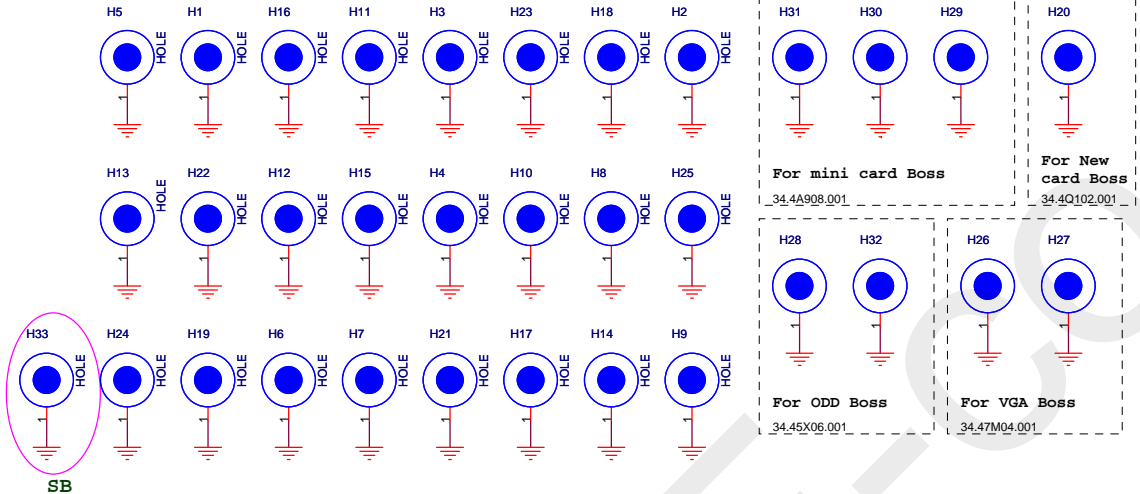 H5 H1 H16 H11 H3 H23 H18 H2 H31 H30 H29 H20
HOLE HOLE HOLE HOLE HOLE HOLE HOLE HOLE
1 1 1 1 1 1 1 1 1 1 1 1
For mini card Boss
34.4A908.001
For New
card Boss
34.4Q102.001
H13 H22 H12 H15 H4 H10 H8 H25
HOLE HOLE HOLE HOLE HOLE HOLE HOLE HOLE
1 1 1 1 1 1 1 1
H28 H32 H26 H27
1 1 1 1
For ODD Boss
34.45X06.001
For VGA Boss
34.47M04.001
H33 H24 H19 H6 H7 H21 H17 H14 H9
HOLE HOLE HOLE HOLE HOLE HOLE HOLE HOLE HOLE
1 1 1 1 1 1 1 1 1
SB